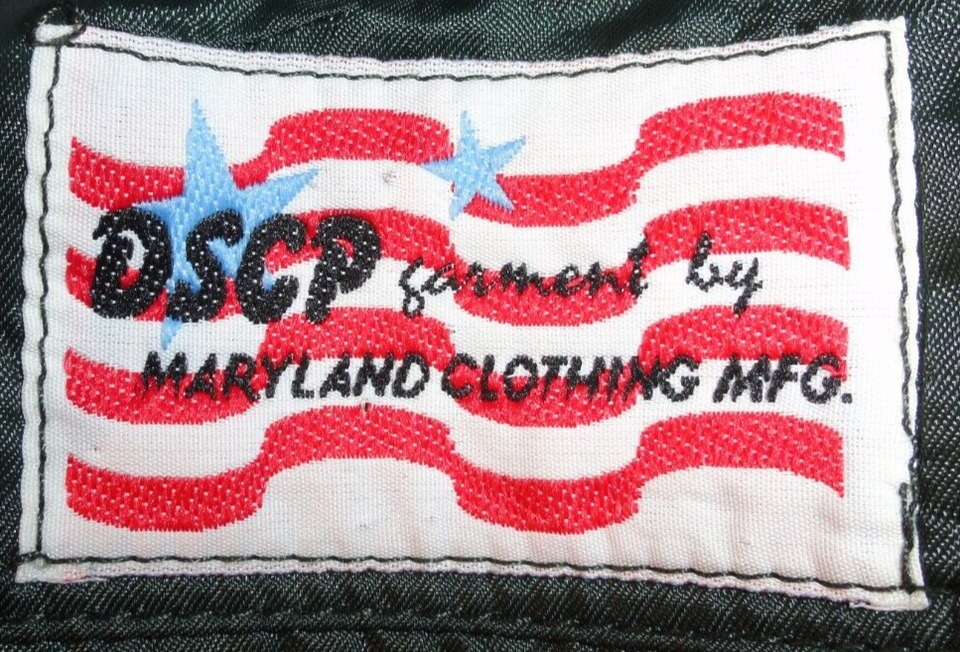 DSCP garment by
MARYLAND CLOTHING MFG.